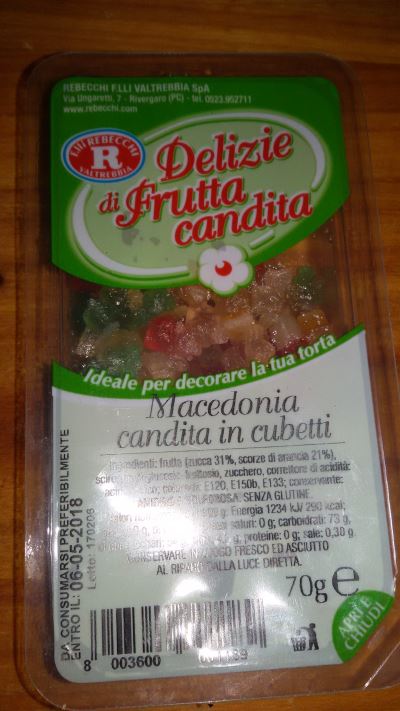 REBECCHI F.LLI VALTREBBIA SpA
Via Ungaretti, 7 - Rivergaro (PC) - tel. 0523.952711
www.rebecchi.com
F.LLI REBECCHI
R
VALTREBBIA
Delizie
di Frutta
candita
Ideale per decorare la tua torta
Macedonia
candita in cubetti
Ingredienti: frutta (zucca 31%, scorze di arancia 21%),
fruttosio, zucchero, correttore di acidità:
E120, E150b, E133; conservante:
SENZA GLUTINE.
Energia 1234 kJ/ 290 kcal;
saturi: 0 g; carboidrati: 73 g,
proteine: 0 g; sale: 0,30 g.
CONSERVARE IN LUOGO FRESCO ED ASCIUTTO
AL RIPARO DALLA LUCE DIRETTA.
70g e
APRI E
CHIUDI
DA CONSUMARSI PREFERIBILMENTE
ENTRO IL: 06-05-2018
Lotto: 170206
8 003600